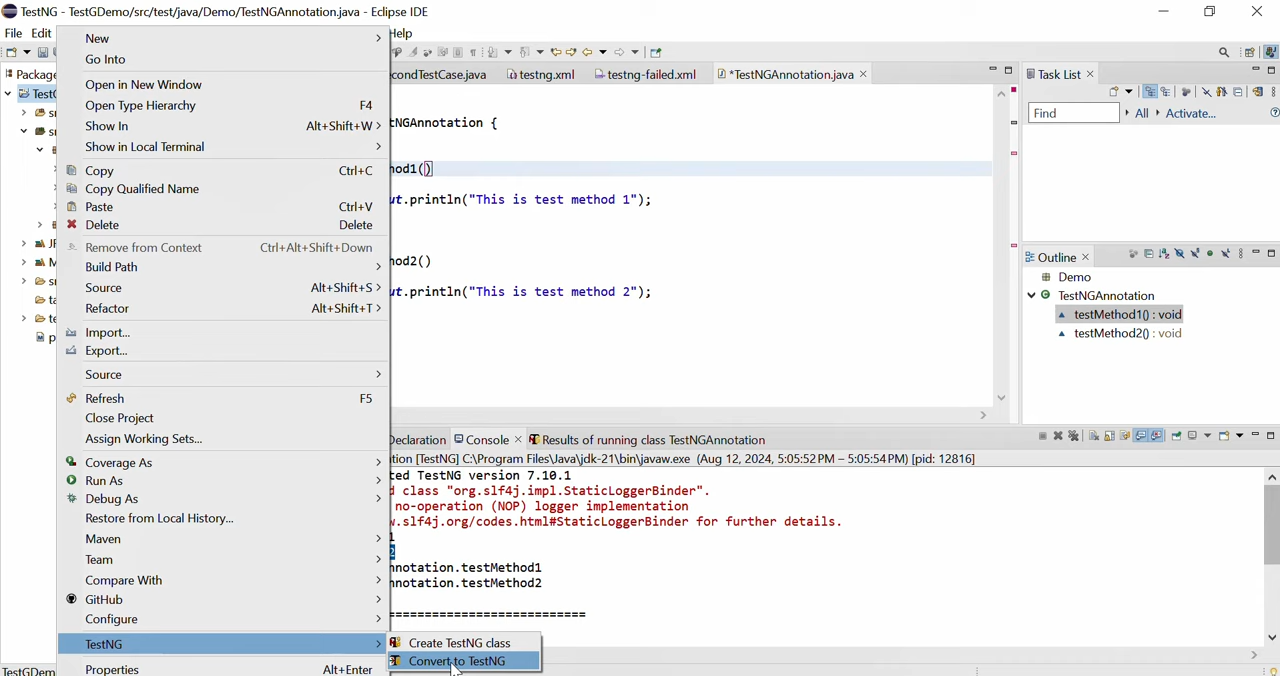 TestNG - TestGDemo/src/test/java/Demo/TestNGAnnotation.java - Eclipse IDE
File Edit Help
Package
condTestCase.java testng.xml testng-failed.xml *TestNGAnnotation.java
Task List
New
Go Into
Open in New Window
Open Type Hierarchy F4
Show In Alt+Shift+W
Show in Local Terminal
Copy Ctrl+C
Copy Qualified Name
Paste Ctrl+V
Delete Delete
Remove from Context Ctrl+Alt+Shift+Down
Build Path
Source Alt+Shift+S
Refactor Alt+Shift+T
Import...
Export...
Source
Refresh F5
Close Project
Assign Working Sets...
Coverage As
Run As
Debug As
Restore from Local History...
Maven
Team
Compare With
GitHub
Configure
TestNG
Properties Alt+Enter
Create TestNG class
Convert to TestNG
tNGAnnotation {
hod1()
ut.println("This is test method 1");
hod2()
ut.println("This is test method 2");
Find All Activate...
Outline
Demo
TestNGAnnotation
testMethod1() : void
testMethod2() : void
Declaration Console Results of running class TestNGAnnotation
tion [TestNG] C:\Program Files\Java\jdk-21\bin\javaw.exe (Aug 12, 2024, 5:05:52 PM – 5:05:54 PM) [pid: 12816]
ted TestNG version 7.10.1
d class "org.slf4j.impl.StaticLoggerBinder".
no-operation (NOP) logger implementation
w.slf4j.org/codes.html#StaticLoggerBinder for further details.
1
2
nnotation.testMethod1
nnotation.testMethod2
===========================
TestGDem